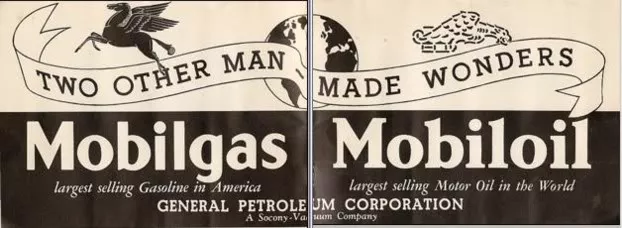 TWO OTHER MAN MADE WONDERS
Mobilgas Mobiloil
largest selling Gasoline in America largest selling Motor Oil in the World
GENERAL PETROLEUM CORPORATION
A Socony-Vacuum Company